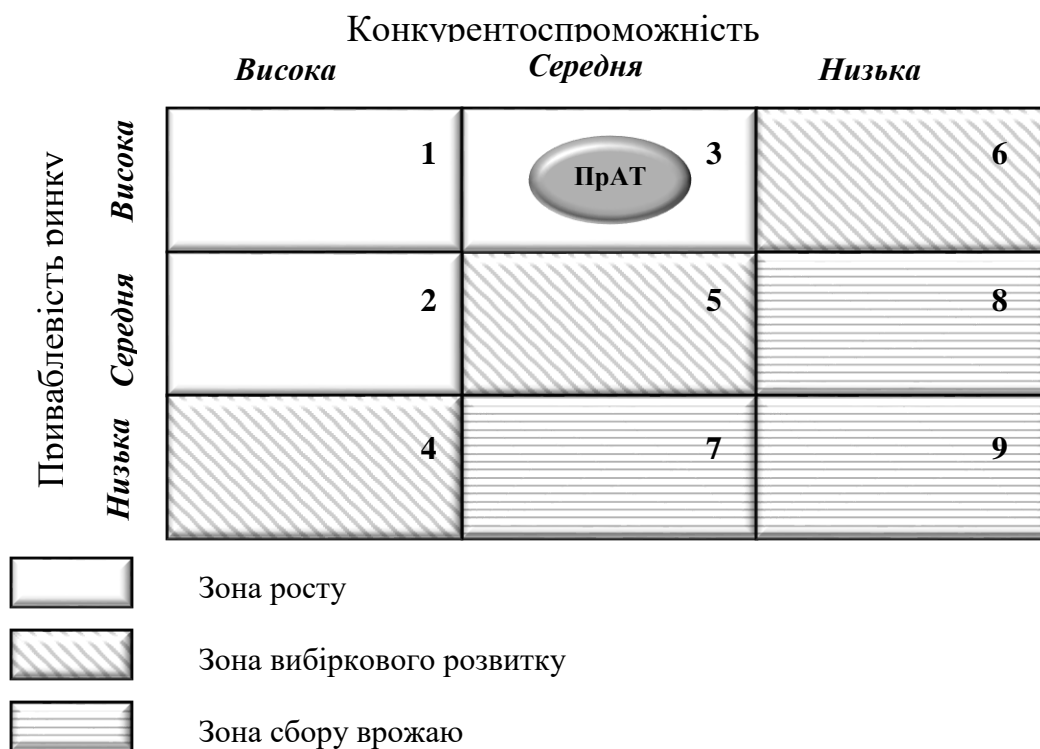 Конкурентоспроможність
Висока Середня Низька
Привабливість ринку
Висока
1
ПрАТ
3
6
Середня
2
5
8
Низька
4
7
9
Зона росту
Зона вибіркового розвитку
Зона сбору врожаю